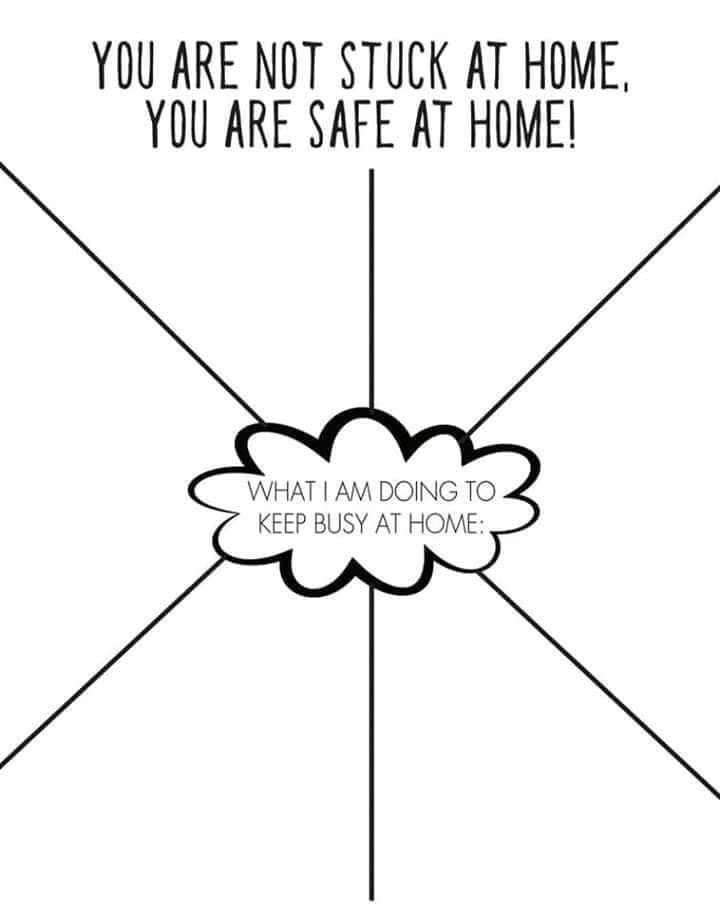 YOU ARE NOT STUCK AT HOME,
YOU ARE SAFE AT HOME!
WHAT I AM DOING TO
KEEP BUSY AT HOME: